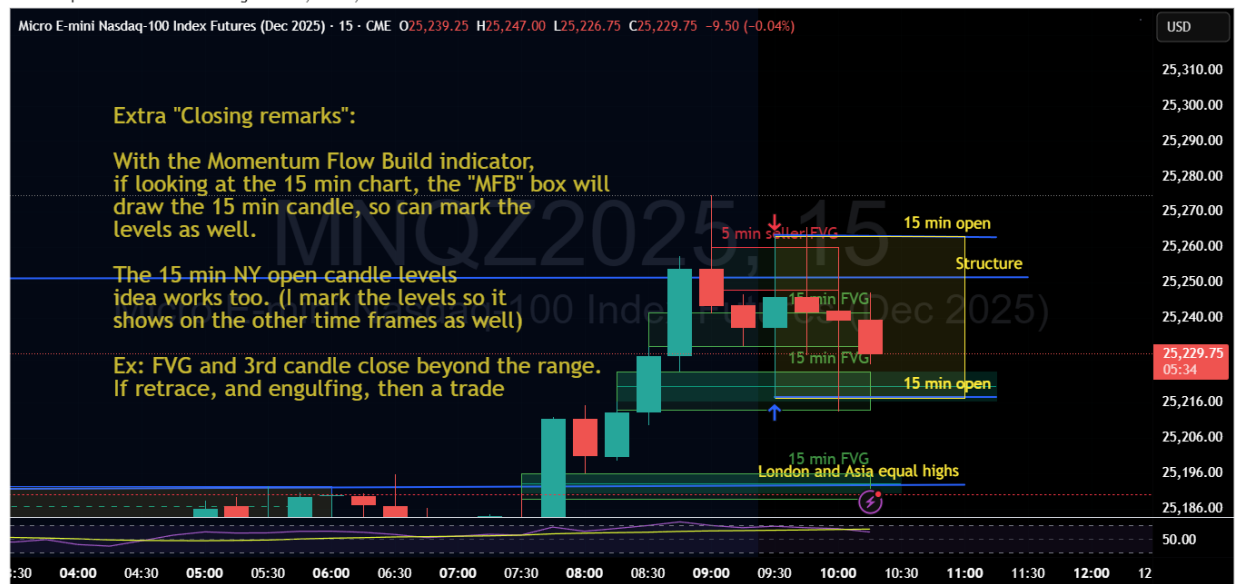 Micro E-mini Nasdaq-100 Index Futures (Dec 2025) · 15 · CME O25,239.25 H25,247.00 L25,226.75 C25,229.75 −9.50 (−0.04%)
USD
Extra "Closing remarks":
With the Momentum Flow Build indicator,
if looking at the 15 min chart, the "MFB" box will
draw the 15 min candle, so can mark the
levels as well.
The 15 min NY open candle levels
idea works too. (I mark the levels so it
shows on the other time frames as well)
Ex: FVG and 3rd candle close beyond the range.
If retrace, and engulfing, then a trade
MNQZ2025, 15
Micro E-mini Nasdaq-100 Index Futures (Dec 2025)
5 min seller FVG
15 min open
Structure
15 min FVG
15 min FVG
15 min open
15 min FVG
London and Asia equal highs
25,310.00
25,300.00
25,290.00
25,280.00
25,270.00
25,260.00
25,250.00
25,240.00
25,229.75
05:34
25,216.00
25,206.00
25,196.00
25,186.00
50.00
:30 04:00 04:30 05:00 05:30 06:00 06:30 07:00 07:30 08:00 08:30 09:00 09:30 10:00 10:30 11:00 11:30 12:00 12